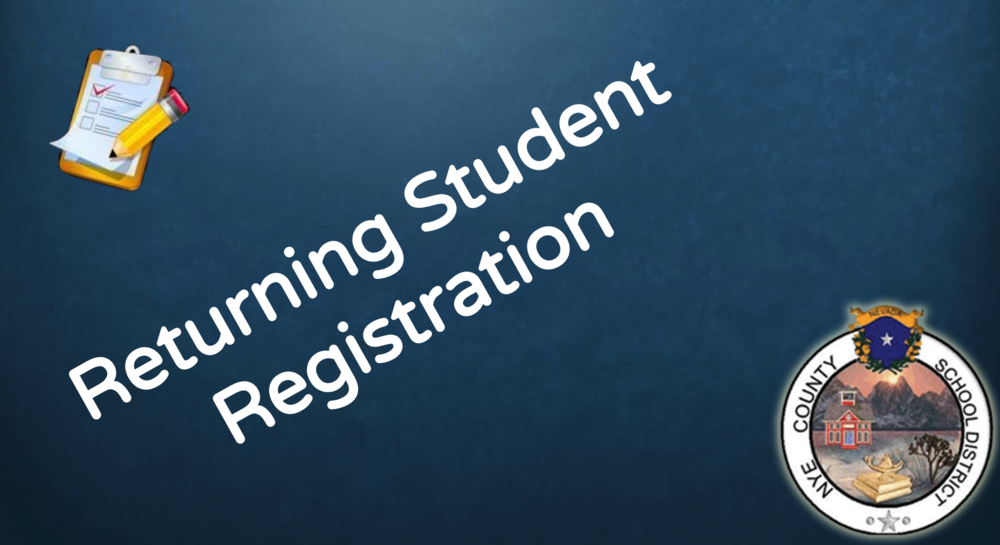 Returning Student
Registration
NEVADA
NYE COUNTY SCHOOL DISTRICT